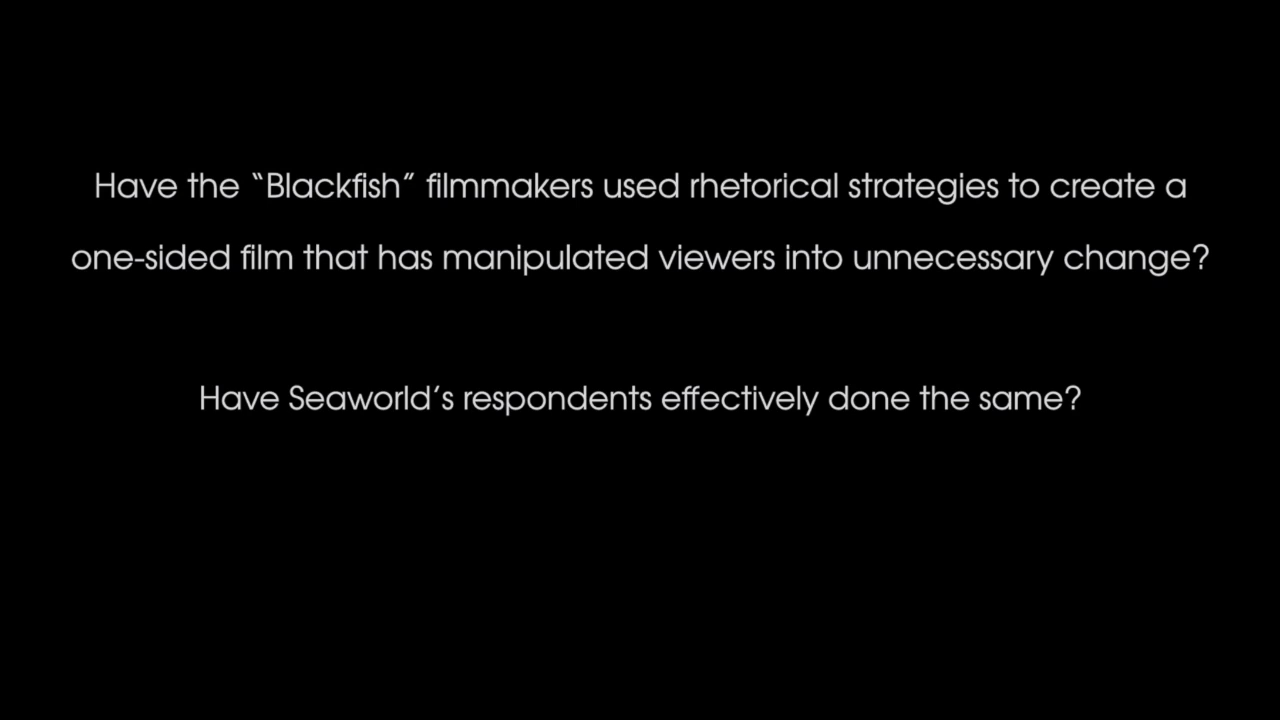 Have the “Blackfish” filmmakers used rhetorical strategies to create a
one-sided film that has manipulated viewers into unnecessary change?
Have Seaworld’s respondents effectively done the same?